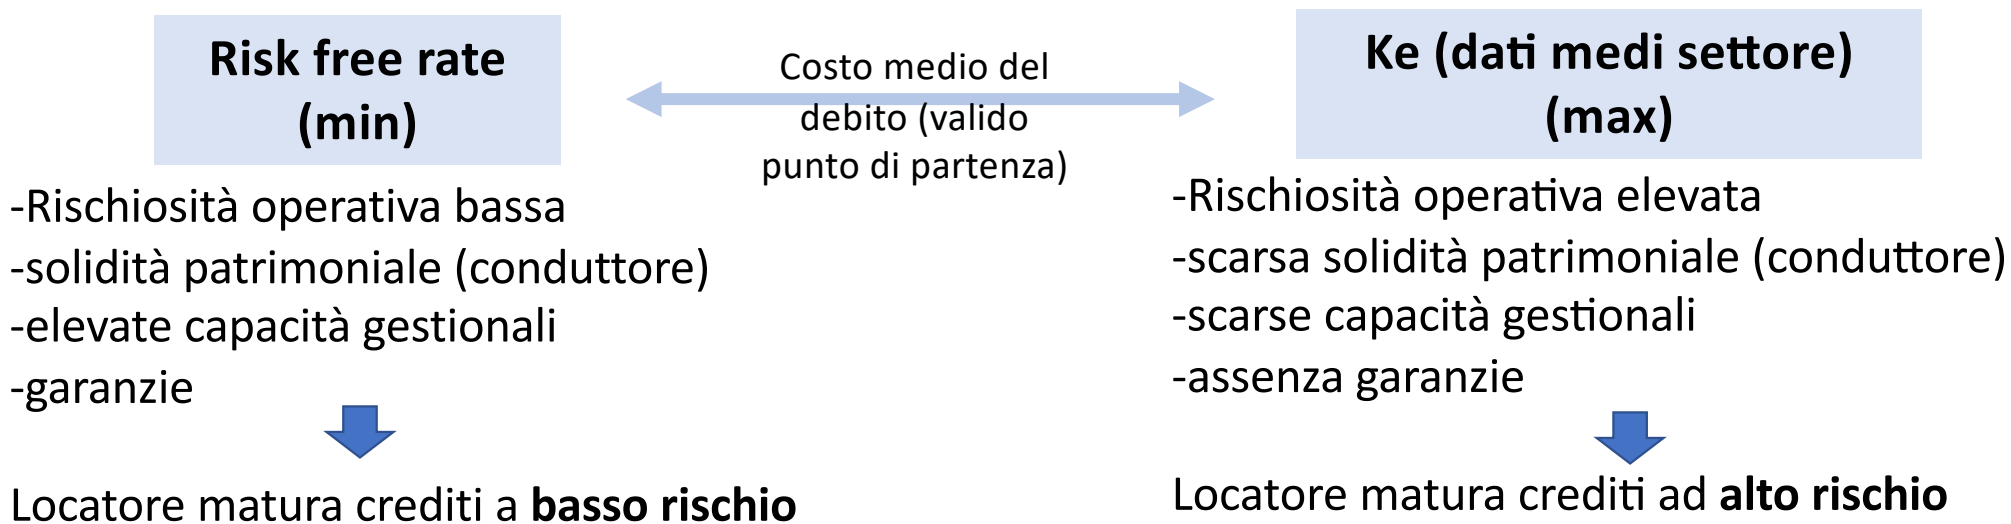 Risk free rate
(min)
Costo medio del
debito (valido
punto di partenza)
Ke (dati medi settore)
(max)
-Rischiosità operativa bassa
-solidità patrimoniale (conduttore)
-elevate capacità gestionali
-garanzie
Locatore matura crediti a basso rischio
-Rischiosità operativa elevata
-scarsa solidità patrimoniale (conduttore)
-scarse capacità gestionali
-assenza garanzie
Locatore matura crediti ad alto rischio